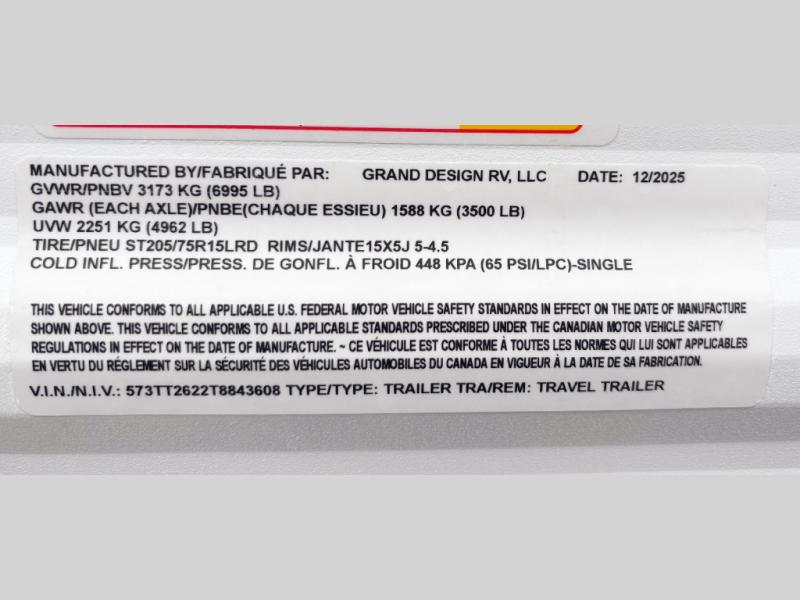 MANUFACTURED BY/FABRIQUÉ PAR: GRAND DESIGN RV, LLC DATE: 12/2025
GVWR/PNBV 3173 KG (6995 LB)
GAWR (EACH AXLE)/PNBE(CHAQUE ESSIEU) 1588 KG (3500 LB)
UVW 2251 KG (4962 LB)
TIRE/PNEU ST205/75R15LRD RIMS/JANTE15X5J 5-4.5
COLD INFL. PRESS/PRESS. DE GONFL. À FROID 448 KPA (65 PSI/LPC)-SINGLE
THIS VEHICLE CONFORMS TO ALL APPLICABLE U.S. FEDERAL MOTOR VEHICLE SAFETY STANDARDS IN EFFECT ON THE DATE OF MANUFACTURE
SHOWN ABOVE. THIS VEHICLE CONFORMS TO ALL APPLICABLE STANDARDS PRESCRIBED UNDER THE CANADIAN MOTOR VEHICLE SAFETY
REGULATIONS IN EFFECT ON THE DATE OF MANUFACTURE. ~ CE VÉHICULE EST CONFORME À TOUTES LES NORMES QUI LUI SONT APPLICABLES
EN VERTU DU RÉGLEMENT SUR LA SÉCURITÉ DES VÉHICULES AUTOMOBILES DU CANADA EN VIGUEUR À LA DATE DE SA FABRICATION.
V.I.N./N.I.V.: 573TT2622T8843608 TYPE/TYPE: TRAILER TRA/REM: TRAVEL TRAILER